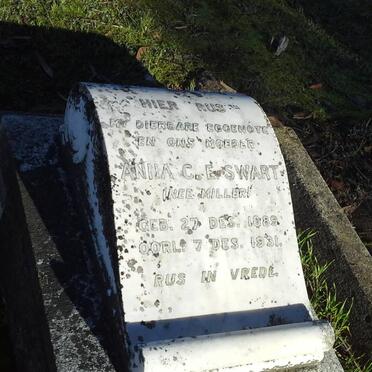 HIER RUS
MY DIERBARE EGGENOTE
EN ONS MOEDER
ANNA C. E. SWART
(NEE MILLER)
GEB. 27 DES. 1869
OORL. 7 DES. 1931.
RUS IN VREDE.